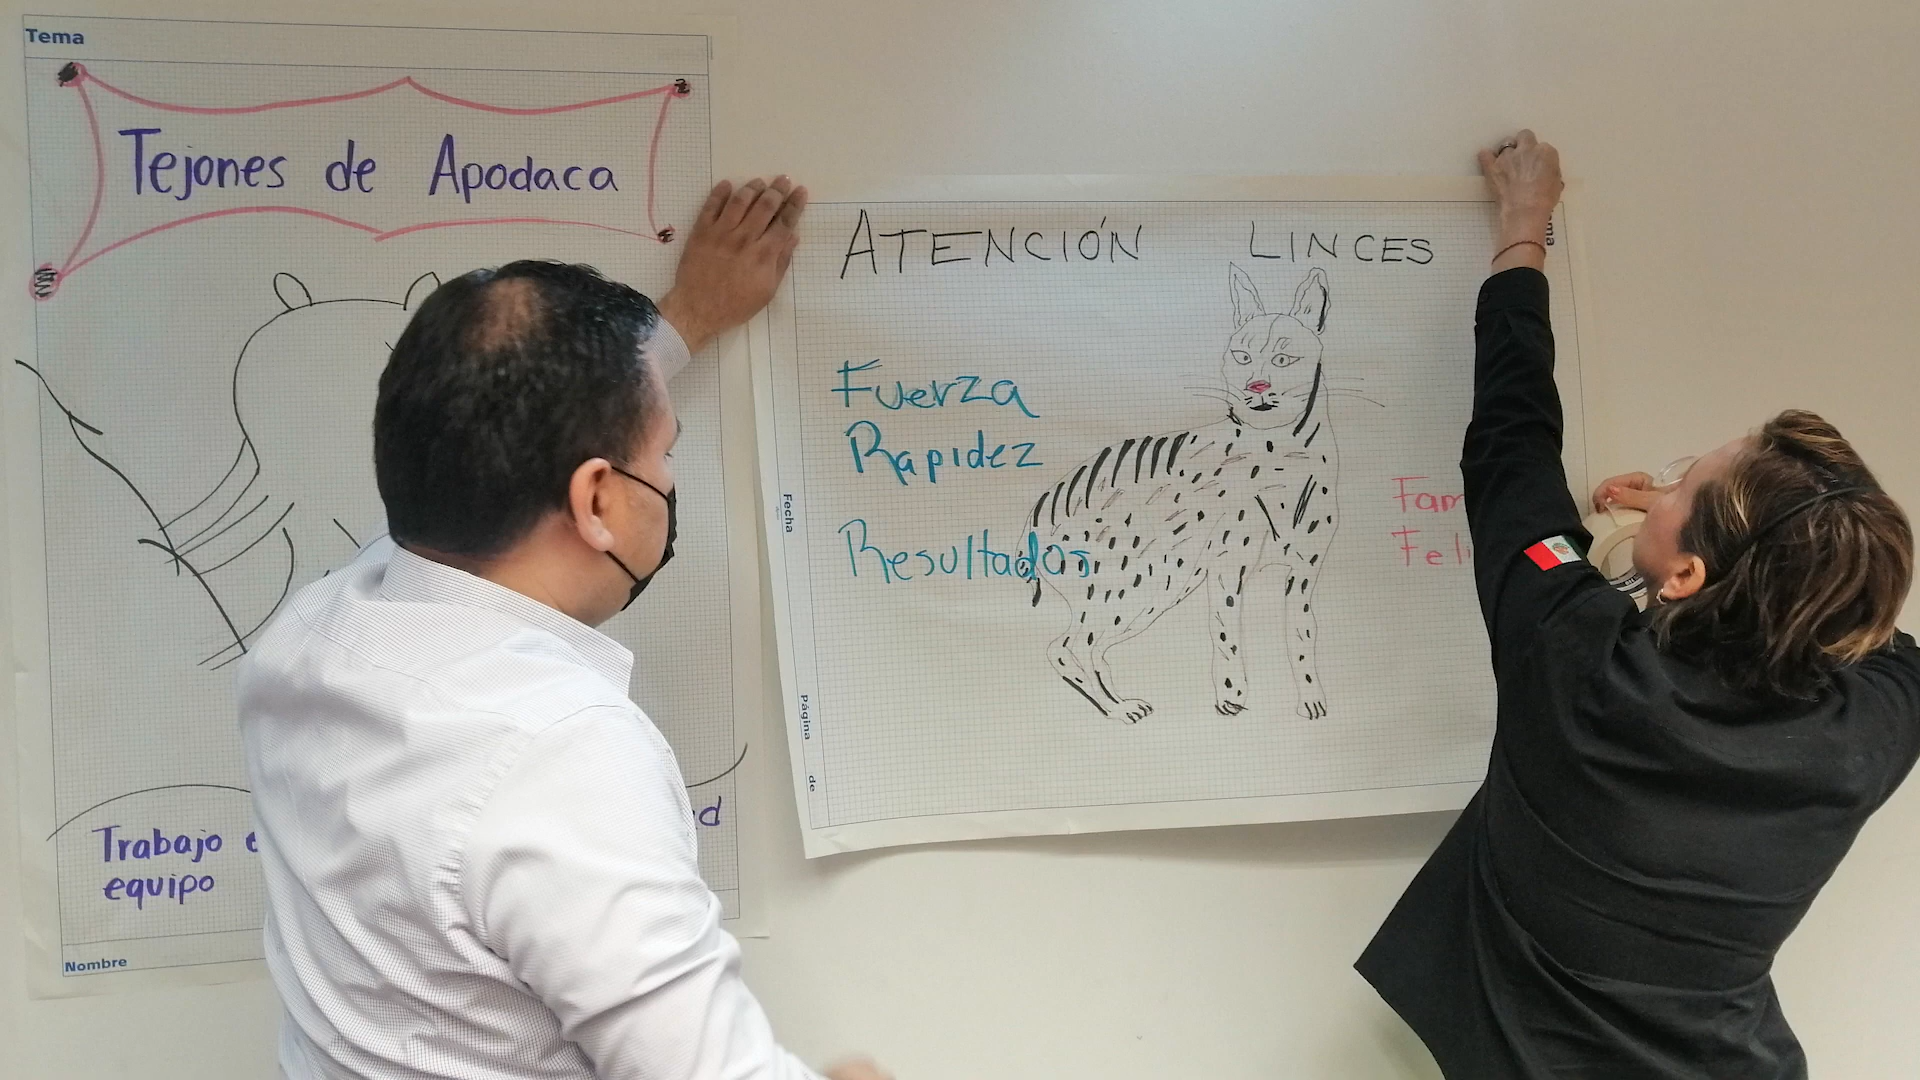 Tema
Tejones de Apodaca
Trabajo
equipo
Nombre
ATENCIÓN LINCES
Fuerza
Rapidez
Resultados
Fecha
Página de